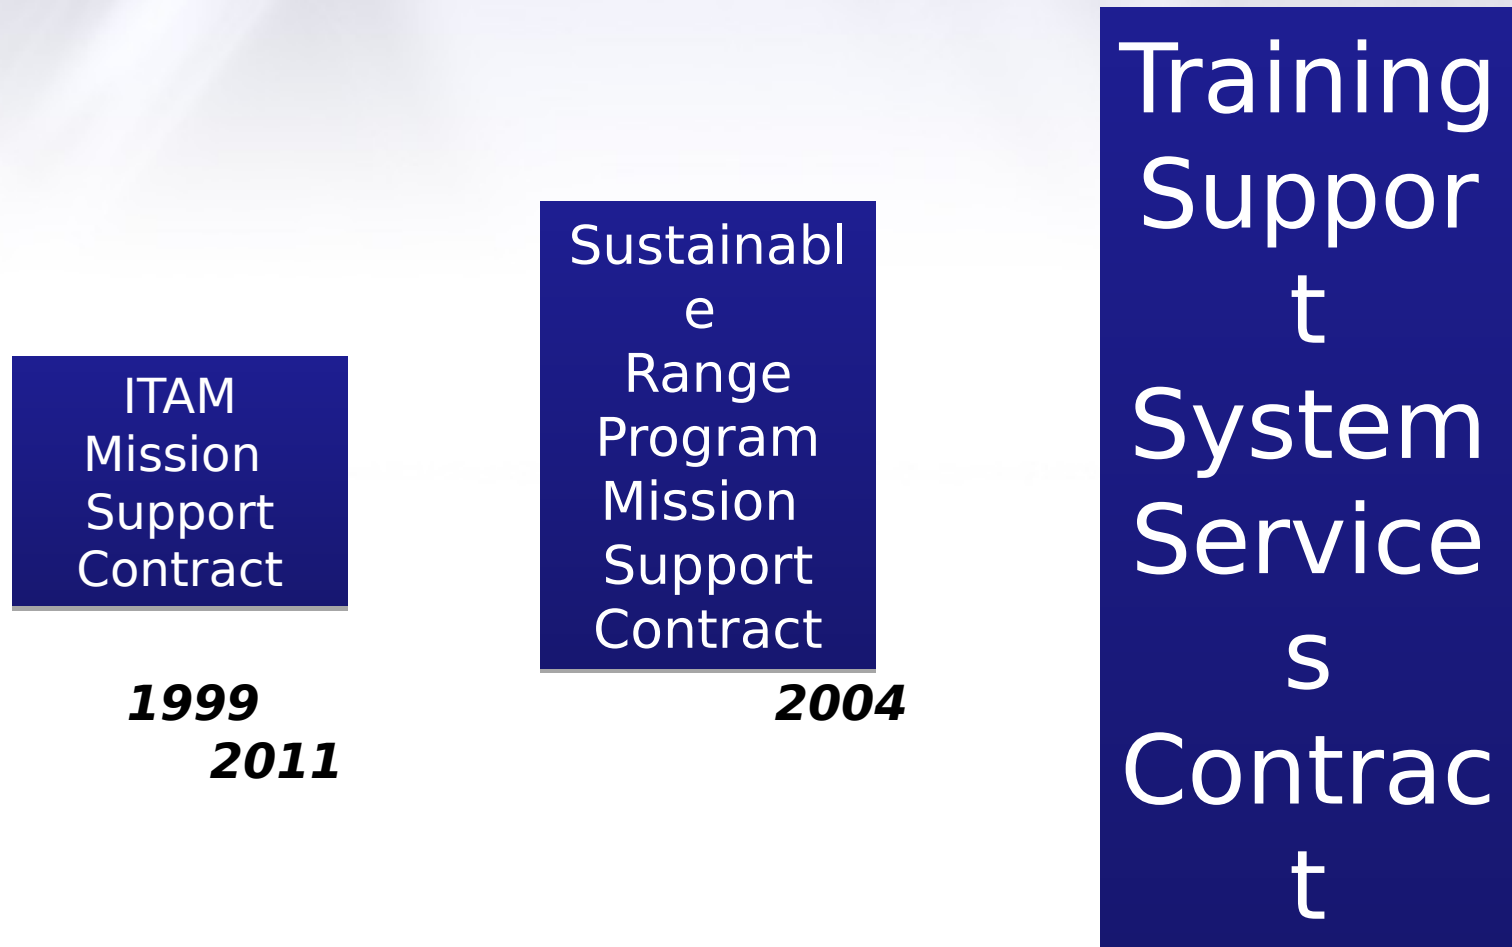 ITAM
Mission
Support
Contract
1999
2011
Sustainabl
e
Range
Program
Mission
Support
Contract
2004
Training
Suppor
t
System
Service
s
Contrac
t